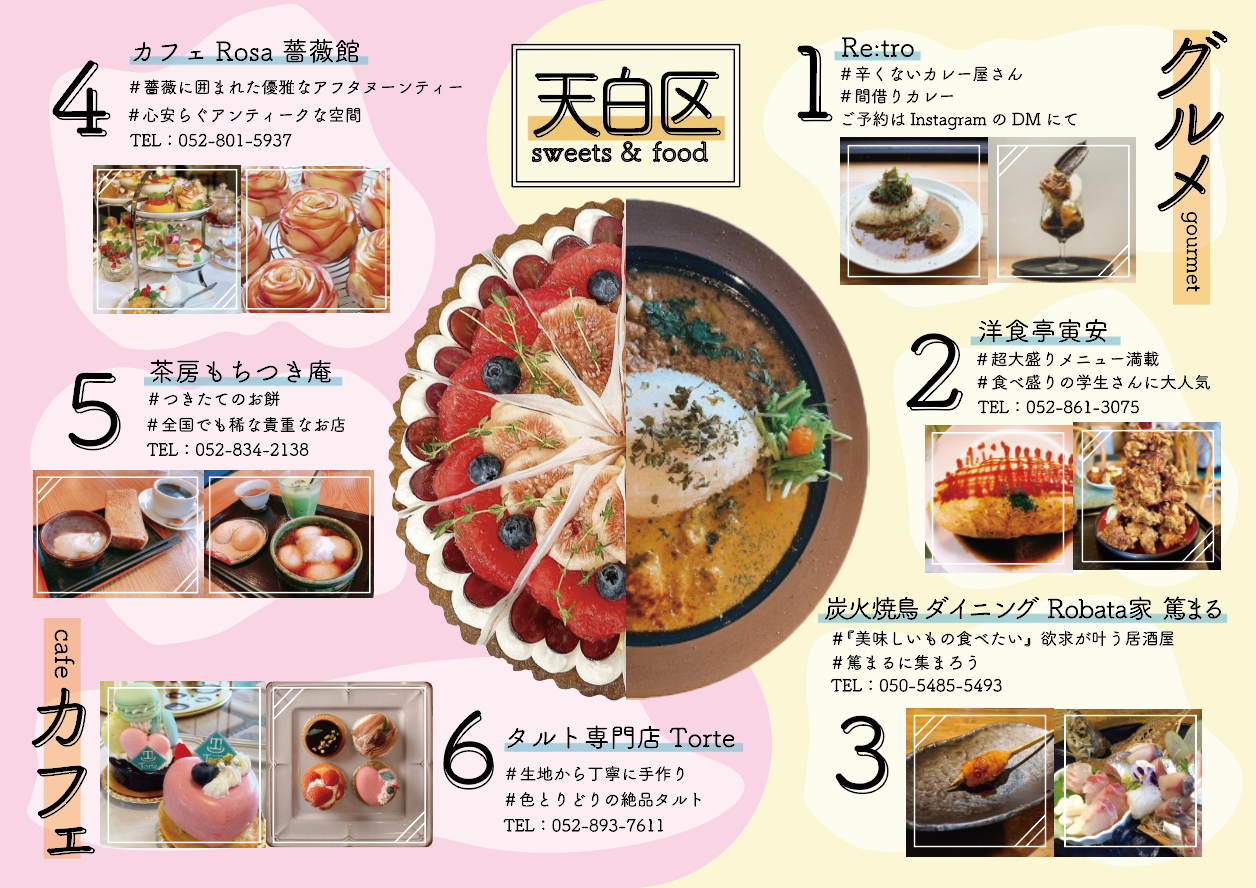 天白区
sweets & food
グルメ
gourmet
1
Re:tro
#辛くないカレー屋さん
#間借りカレー
ご予約は Instagram の DM にて
2
洋食亭寅安
#超大盛りメニュー満載
#食べ盛りの学生さんに大人気
TEL：052-861-3075
炭火焼鳥 ダイニング Robata家 篤まる
#『美味しいもの食べたい』欲求が叶う居酒屋
#篤まるに集まろう
TEL：050-5485-5493
3
4
カフェ Rosa 薔薇館
#薔薇に囲まれた優雅なアフタヌーンティー
#心安らぐアンティークな空間
TEL：052-801-5937
5
茶房もちつき庵
#つきたてのお餅
#全国でも稀な貴重なお店
TEL：052-834-2138
cafe
カフェ
6
タルト専門店 Torte
#生地から丁寧に手作り
#色とりどりの絶品タルト
TEL：052-893-7611
Torte